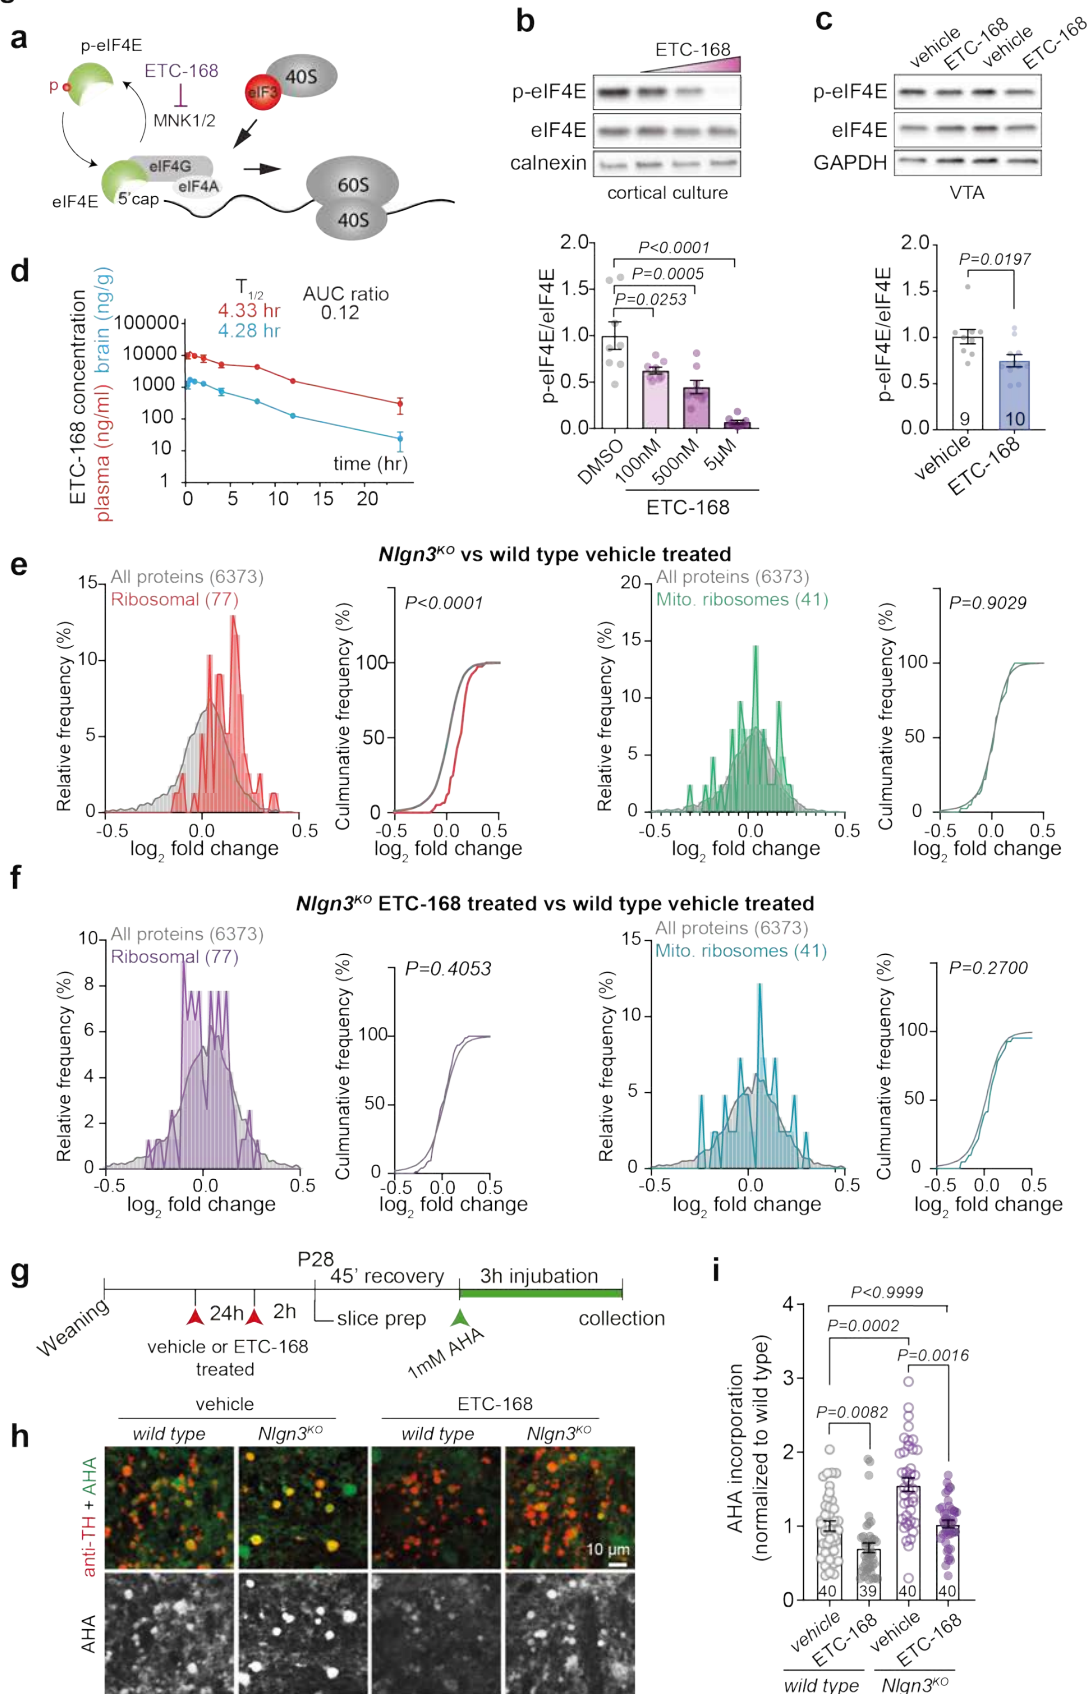 a
p-eIF4E
ETC-168
p
MNK1/2
eIF3
40S
eIF4G
eIF4A
eIF4E
5'cap
60S
40S
b
ETC-168
p-eIF4E
eIF4E
calnexin
cortical culture
p-eIF4E/eIF4E
2.0
1.5
1.0
0.5
0.0
P<0.0001
P=0.0005
P=0.0253
DMSO
100nM
500nM
5μM
ETC-168
c
vehicle
ETC-168
vehicle
ETC-168
p-eIF4E
eIF4E
GAPDH
VTA
p-eIF4E/eIF4E
2.0
1.5
1.0
0.5
0.0
P=0.0197
9
10
vehicle
ETC-168
d
ETC-168 concentration
plasma (ng/ml) brain (ng/g)
T1/2
4.33 hr
4.28 hr
AUC ratio
0.12
100000
10000
1000
100
10
1
time (hr)
0 5 10 15 20
e
Nlgn3KO vs wild type vehicle treated
All proteins (6373)
Ribosomal (77)
Relative frequency (%)
15
10
5
0
-0.5 0.0 0.5
log2 fold change
P<0.0001
Culmunative frequency (%)
100
50
0
-0.5 0.0 0.5
log2 fold change
All proteins (6373)
Mito. ribosomes (41)
Relative frequency (%)
20
15
10
5
0
-0.5 0.0 0.5
log2 fold change
P=0.9029
Culmunative frequency (%)
100
50
0
-0.5 0.0 0.5
log2 fold change
f
Nlgn3KO ETC-168 treated vs wild type vehicle treated
All proteins (6373)
Ribosomal (77)
Relative frequency (%)
10
8
6
4
2
0
-0.5 0.0 0.5
log2 fold change
P=0.4053
Culmunative frequency (%)
100
50
0
-0.5 0.0 0.5
log2 fold change
All proteins (6373)
Mito. ribosomes (41)
Relative frequency (%)
15
10
5
0
-0.5 0.0 0.5
log2 fold change
P=0.2700
Culmunative frequency (%)
100
50
0
-0.5 0.0 0.5
log2 fold change
g
P28
45' recovery
3h injubation
Weaning
24h
2h
slice prep
1mM AHA
collection
vehicle or ETC-168
treated
h
vehicle
ETC-168
wild type
Nlgn3KO
wild type
Nlgn3KO
anti-TH + AHA
10 μm
AHA
i
AHA incorporation
(normalized to wild type)
4
3
2
1
0
P<0.9999
P=0.0002
P=0.0016
P=0.0082
40
39
40
40
vehicle
ETC-168
vehicle
ETC-168
wild type
Nlgn3KO